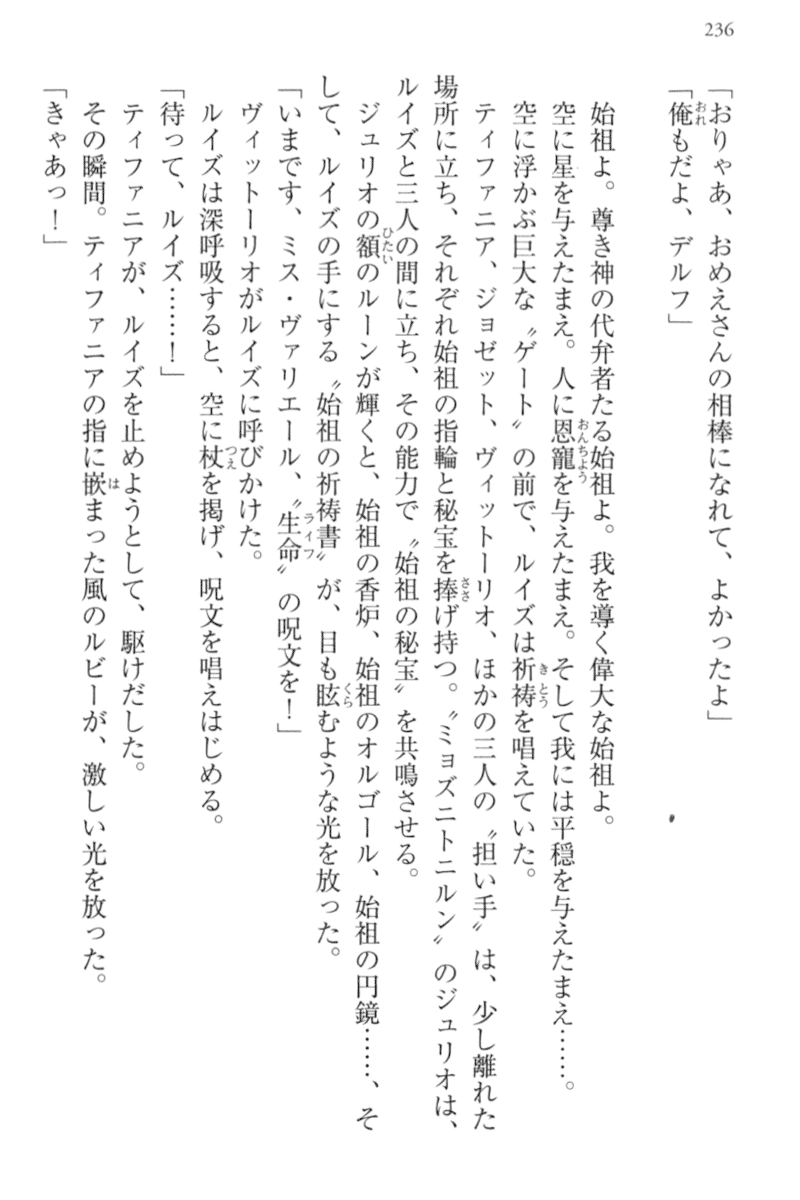 236
「おりゃあ、おめえさんの相棒になれて、よかったよ」
「俺もだよ、デルフ」
始祖よ。尊き神の代弁者たる始祖よ。我を導く偉大な始祖よ。
空に星を与えたまえ。人に恩寵を与えたまえ。そして我には平穏を与えたまえ……。
空に浮かぶ巨大な〝ゲート〟の前で、ルイズは祈祷を唱えていた。
ティファニア、ジョゼット、ヴィットーリオ、ほかの三人の〝担い手〟は、少し離れた
場所に立ち、それぞれ始祖の指輪と秘宝を捧げ持つ。〝ミョズニトニルン〟のジュリオは、
ルイズと三人の間に立ち、その能力で〝始祖の秘宝〟を共鳴させる。
ジュリオの額のルーンが輝くと、始祖の香炉、始祖のオルゴール、始祖の円鏡……、そ
して、ルイズの手にする〝始祖の祈祷書〟が、目も眩むような光を放った。
「いまです、ミス・ヴァリエール、〝生命〟の呪文を！」
ヴィットーリオがルイズに呼びかけた。
ルイズは深呼吸すると、空に杖を掲げ、呪文を唱えはじめる。
「待って、ルイズ……！」
ティファニアが、ルイズを止めようとして、駆けだした。
その瞬間。ティファニアの指に嵌まった風のルビーが、激しい光を放った。
「きゃあっ！」